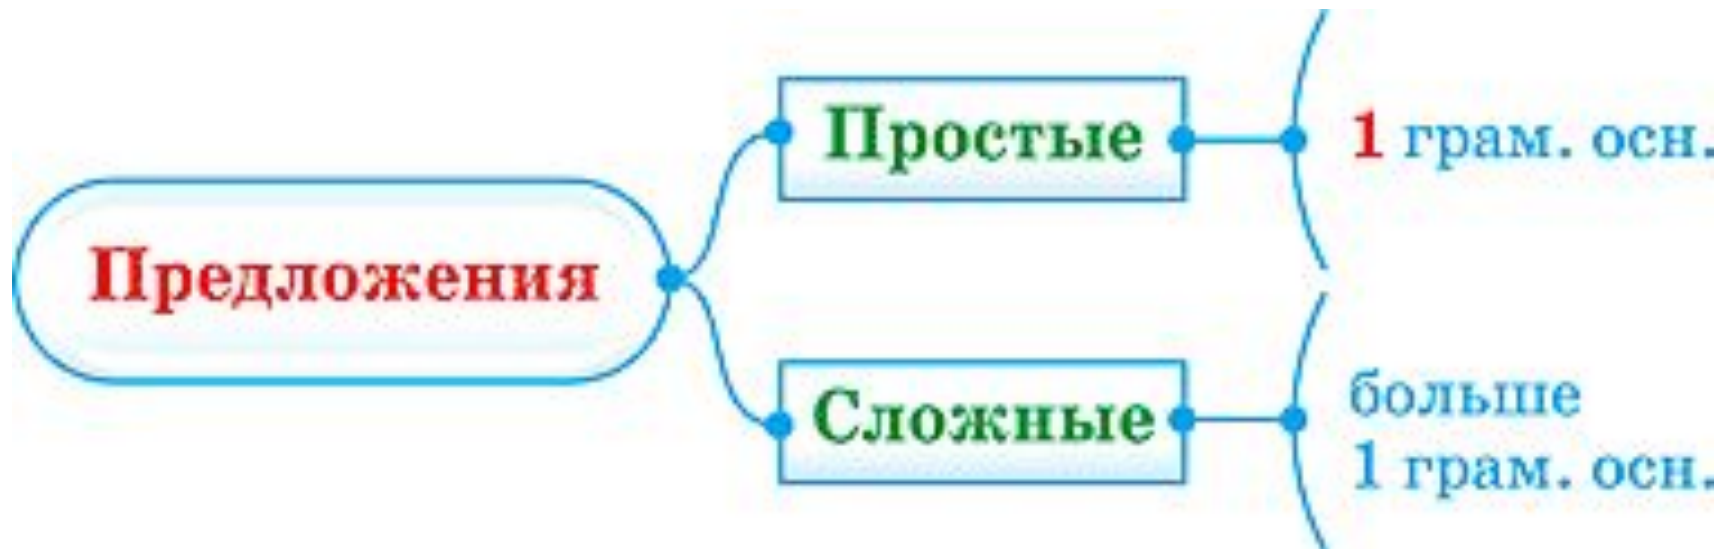 Предложения
Простые
1 грам. осн.
Сложные
больше
1 грам. осн.